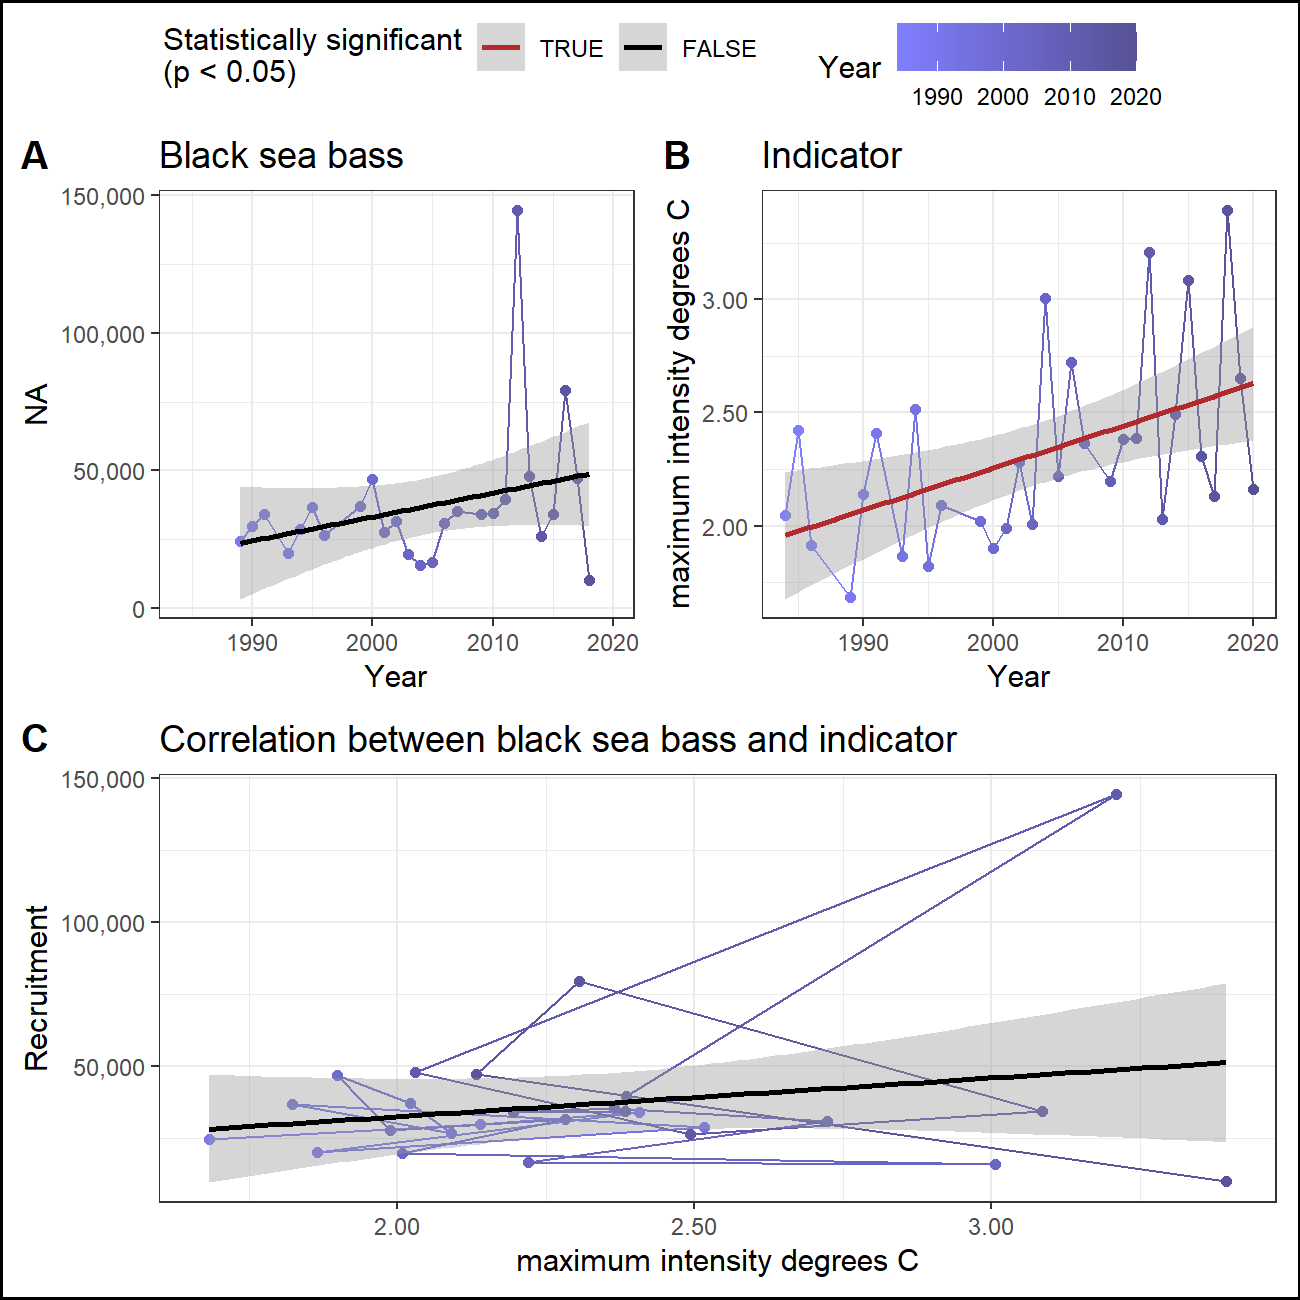 Statistically significant
(p < 0.05)
TRUE
FALSE
Year
1990 2000 2010 2020
A
Black sea bass
150,000
100,000
50,000
0
NA
1990 2000 2010 2020
Year
B
Indicator
3.00
2.50
2.00
maximum intensity degrees C
1990 2000 2010 2020
Year
C
Correlation between black sea bass and indicator
150,000
100,000
50,000
Recruitment
2.00 2.50 3.00
maximum intensity degrees C